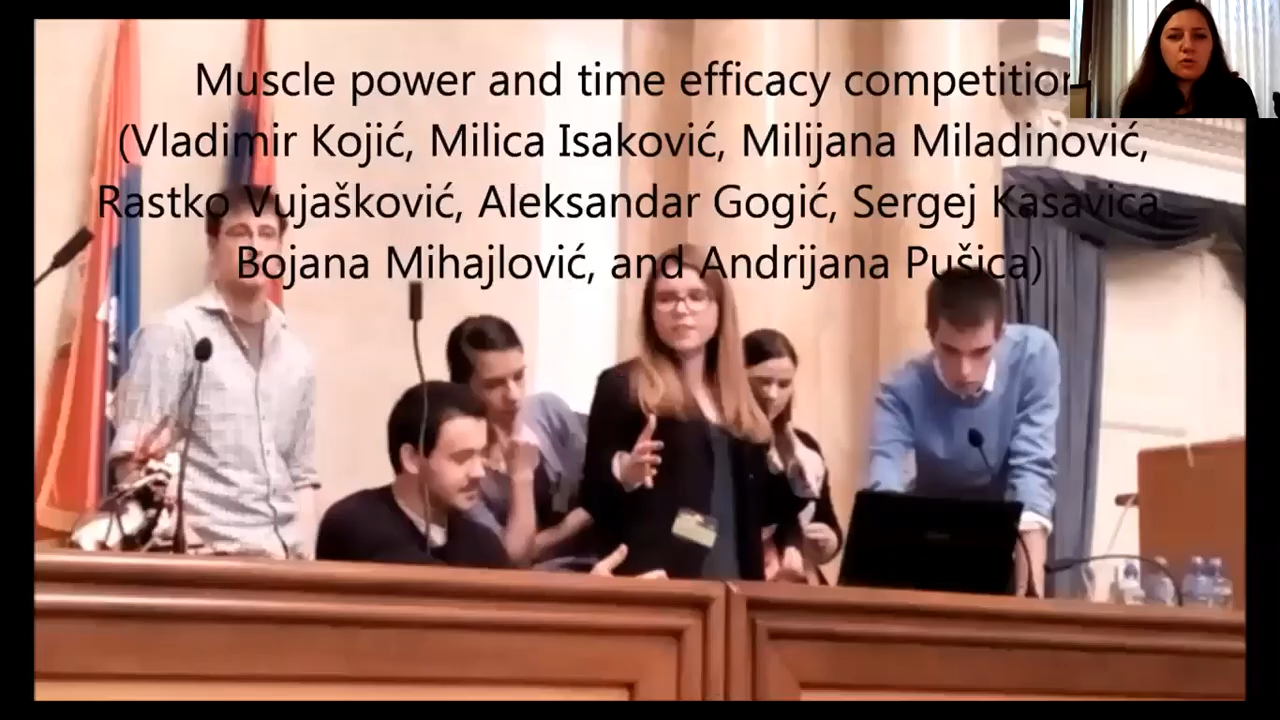 Muscle power and time efficacy competition
(Vladimir Kojić, Milica Isaković, Milijana Miladinović,
Rastko Vujašković, Aleksandar Gogić, Sergej Kasavica,
Bojana Mihajlović, and Andrijana Pušica)